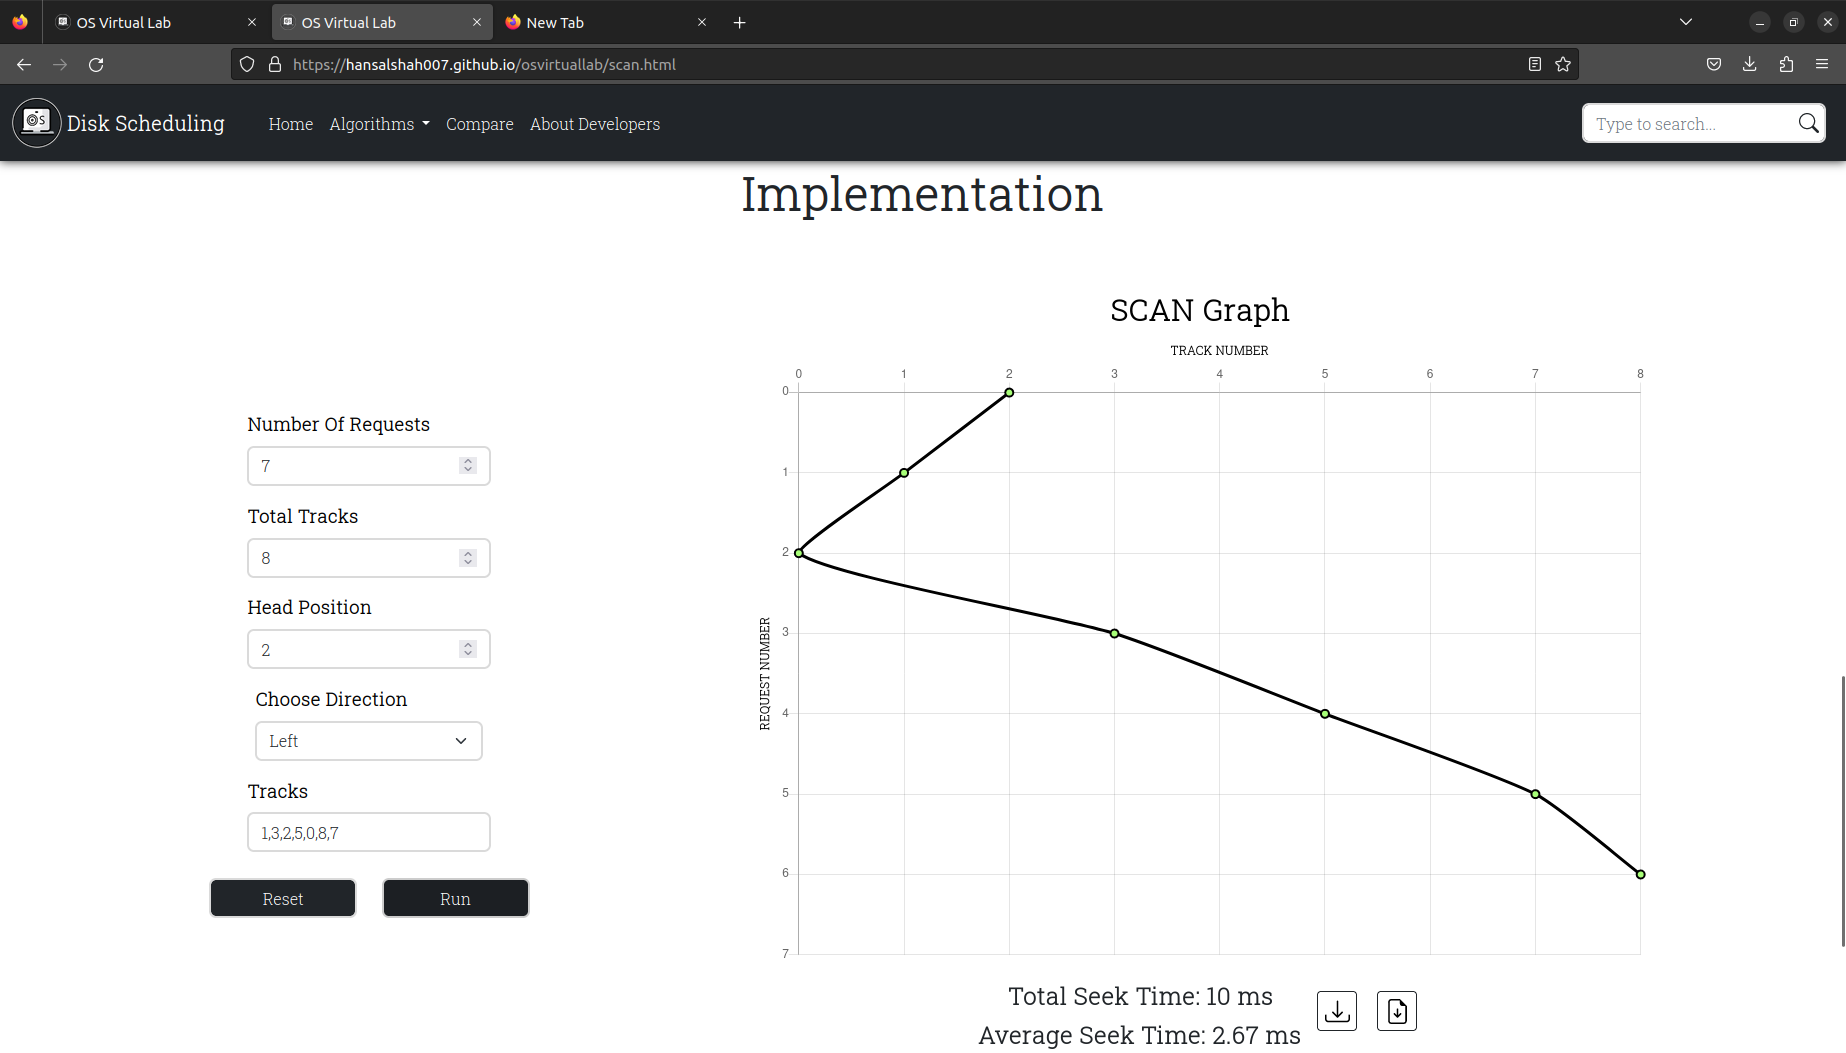 OS Virtual Lab
OS Virtual Lab
New Tab
https://hansalshah007.github.io/osvirtuallab/scan.html
OS
Disk Scheduling
Home
Algorithms
Compare
About Developers
Type to search...
Implementation
Number Of Requests
7
Total Tracks
8
Head Position
2
Choose Direction
Left
Tracks
1,3,2,5,0,8,7
Reset
Run
SCAN Graph
TRACK NUMBER
0 1 2 3 4 5 6 7 8
REQUEST NUMBER
0
1
2
3
4
5
6
7
Total Seek Time: 10 ms
Average Seek Time: 2.67 ms